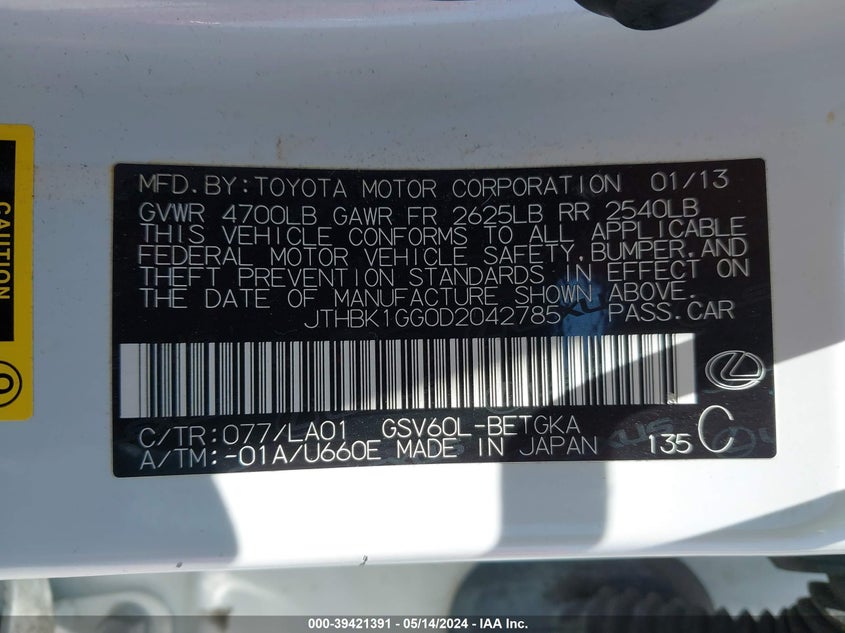 CAUTION
MFD.BY:TOYOTA MOTOR CORPORATION 01/13
GVWR 4700LB GAWR FR 2625LB RR 2540LB
THIS VEHICLE CONFORMS TO ALL APPLICABLE
FEDERAL MOTOR VEHICLE SAFETY,BUMPER,AND
THEFT PREVENTION STANDARDS IN EFFECT ON
THE DATE OF MANUFACTURE SHOWN ABOVE.
JTHBK1GG0D2042785 PASS.CAR
C/TR:077/LA01 GSV60L-BETGKA
A/TM:-01A/U660E MADE IN JAPAN 135 C
000-39421391 - 05/14/2024 - IAA Inc.